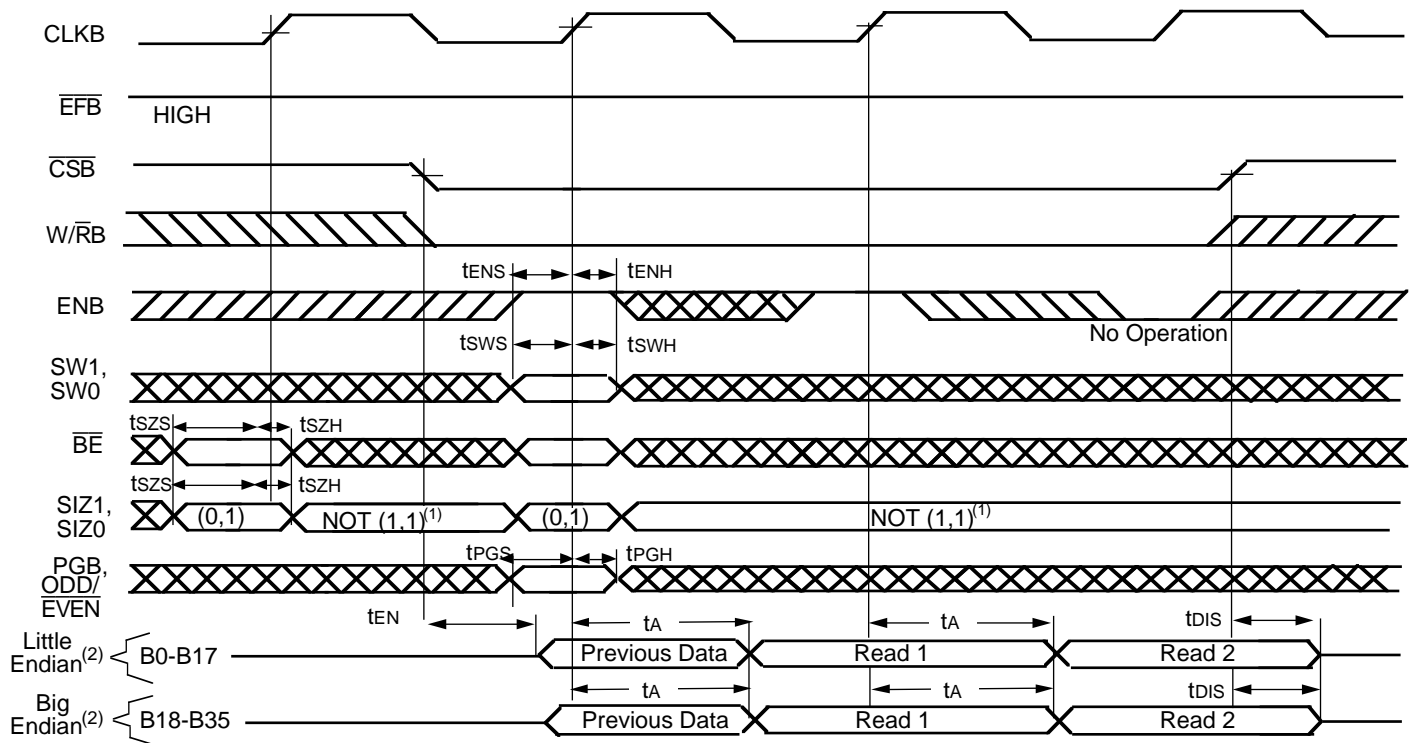 CLKB
EFB
HIGH
CSB
W/RB
tENS
tENH
ENB
No Operation
tSWS
tSWH
SW1,
SW0
tSZS
tSZH
BE
tSZS
tSZH
SIZ1,
SIZ0
(0,1)
NOT (1,1)(1)
(0,1)
NOT (1,1)(1)
tPGS
tPGH
PGB,
ODD/
EVEN
tEN
tA
tA
tDIS
Little
Endian(2)
B0-B17
Previous Data
Read 1
Read 2
tA
tA
tDIS
Big
Endian(2)
B18-B35
Previous Data
Read 1
Read 2